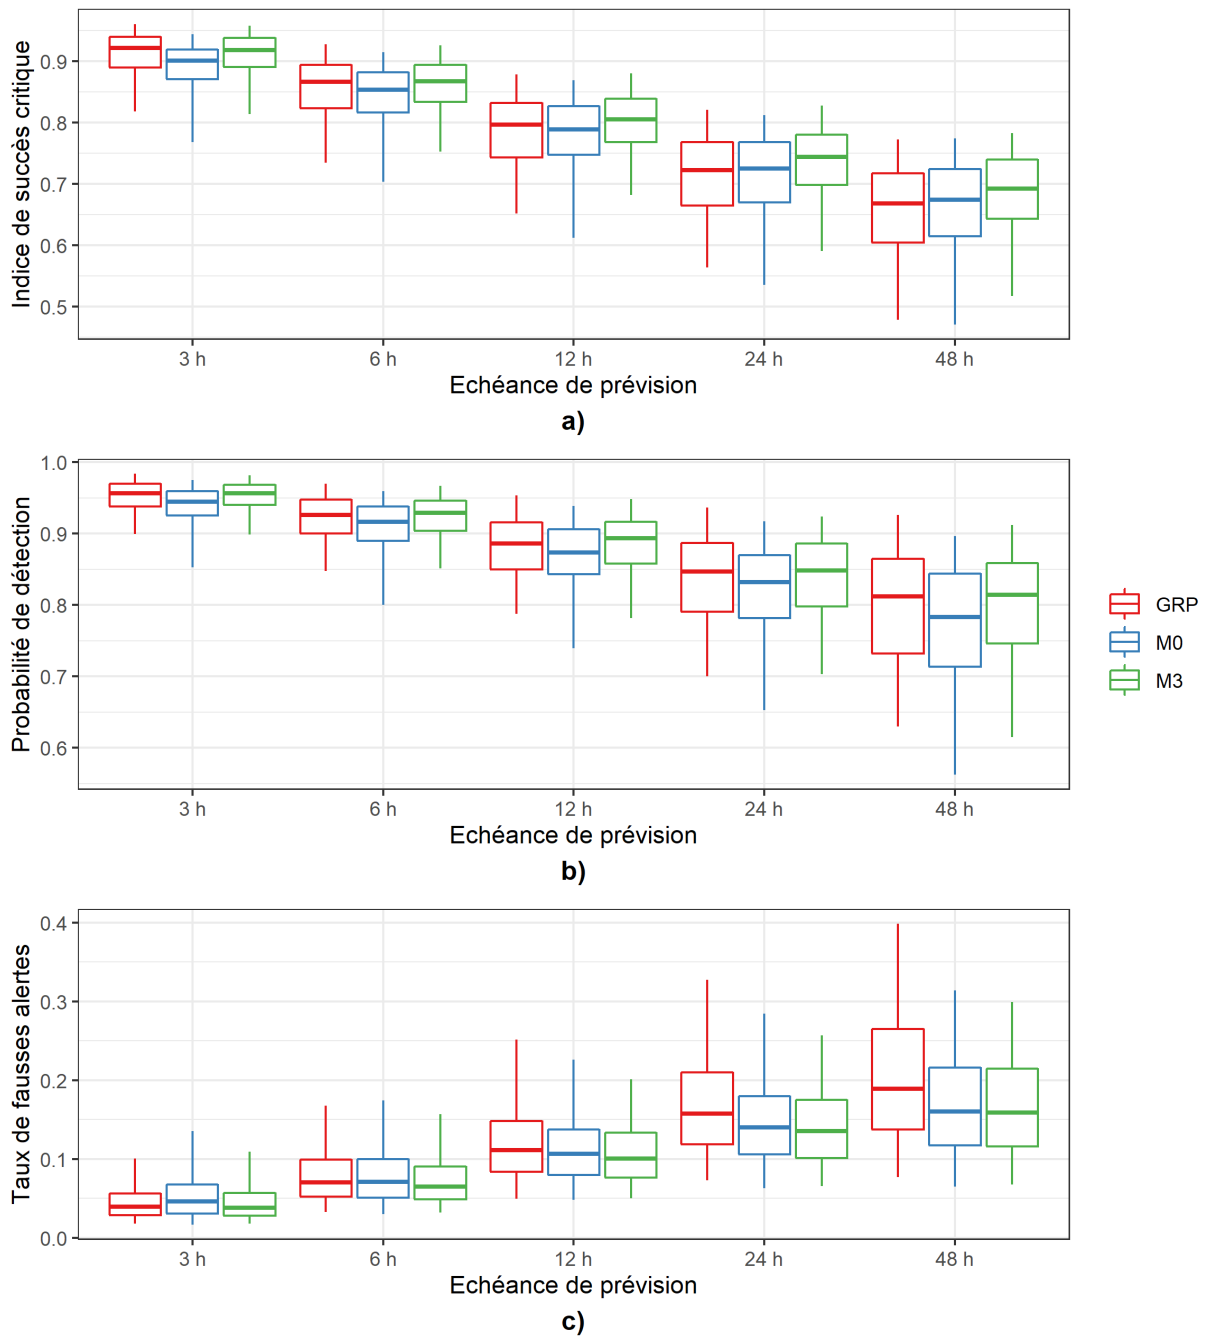 Indice de succès critique
0.9
0.8
0.7
0.6
0.5
3 h 6 h 12 h 24 h 48 h
Echéance de prévision
a)
Probabilité de détection
1.0
0.9
0.8
0.7
0.6
3 h 6 h 12 h 24 h 48 h
Echéance de prévision
b)
GRP
M0
M3
Taux de fausses alertes
0.4
0.3
0.2
0.1
0.0
3 h 6 h 12 h 24 h 48 h
Echéance de prévision
c)